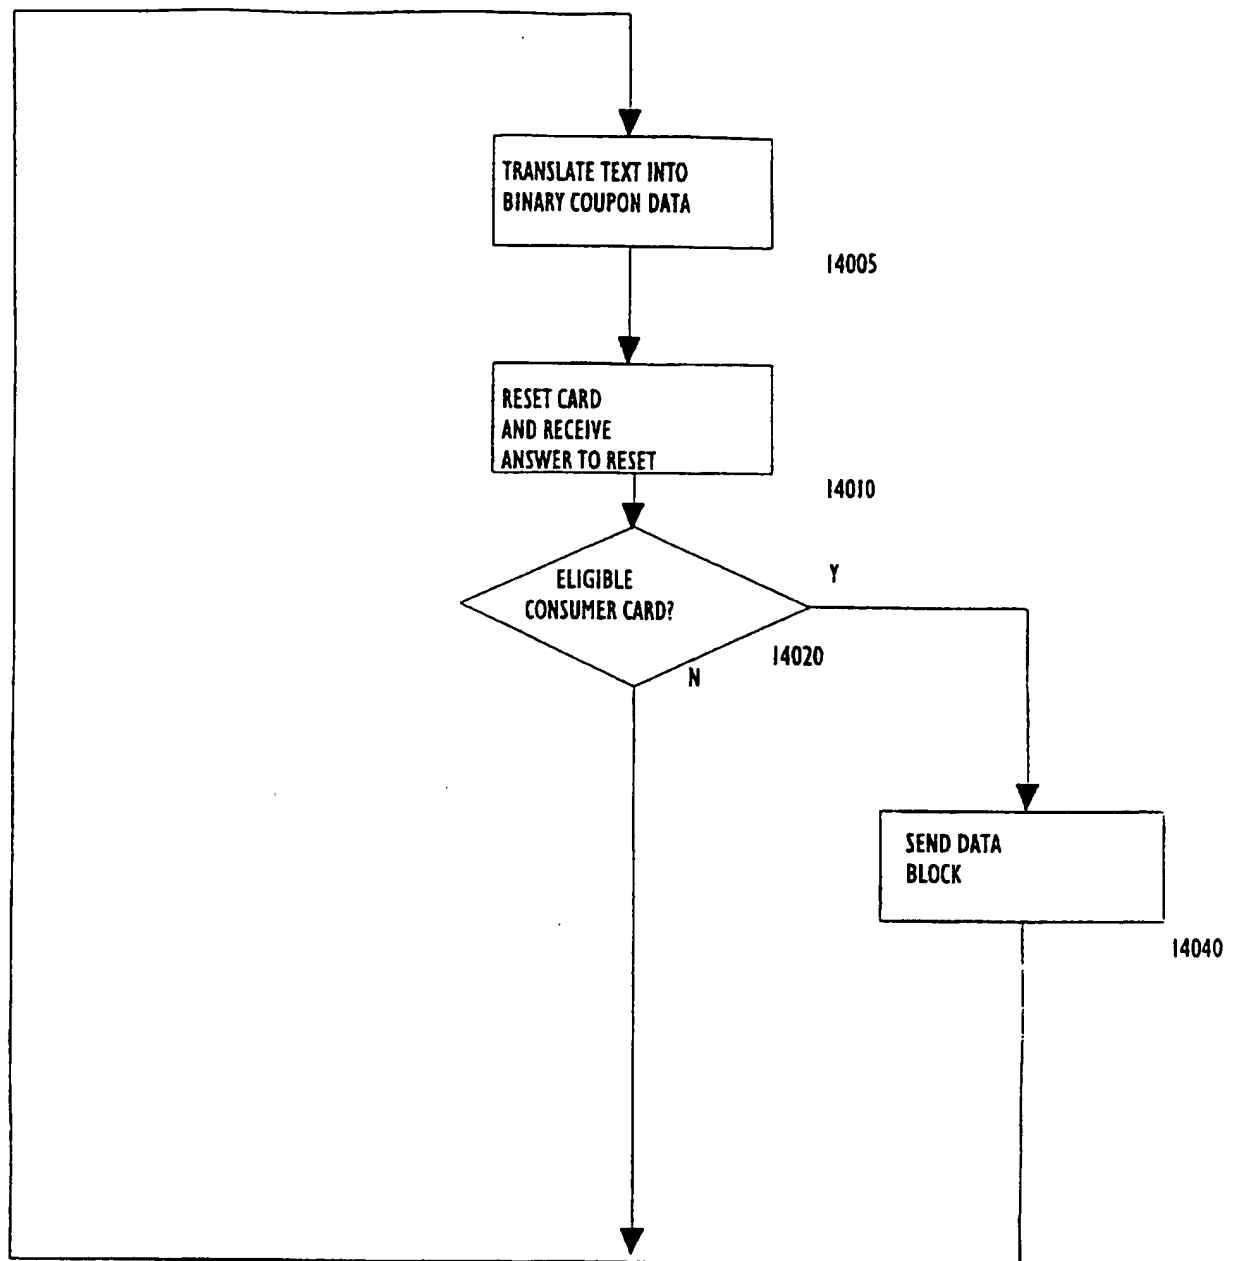 TRANSLATE TEXT INTO
BINARY COUPON DATA
14005
RESET CARD
AND RECEIVE
ANSWER TO RESET
14010
ELIGIBLE
CONSUMER CARD?
Y
14020
N
SEND DATA
BLOCK
14040